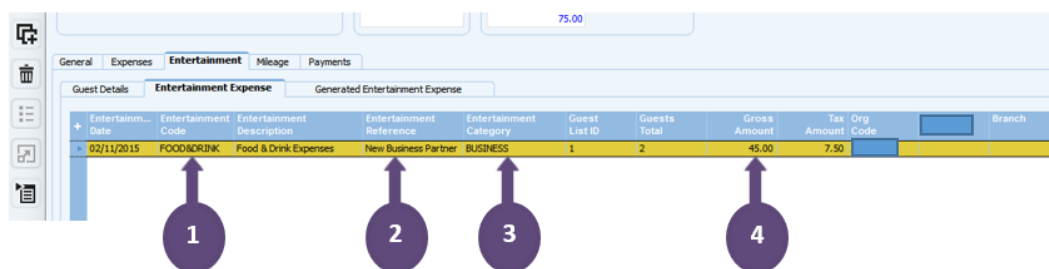 75.00
General Expenses Entertainment Mileage Payments
Guest Details Entertainment Expense Generated Entertainment Expense
+ Entertainm... Entertainment Entertainment Entertainment Entertainment Guest Guests Gross Tax Org Branch
Date Code Description Reference Category List ID Total Amount Amount Code
02/11/2015 FOOD&DRINK Food & Drink Expenses New Business Partner BUSINESS 1 2 45.00 7.50
1 2 3 4